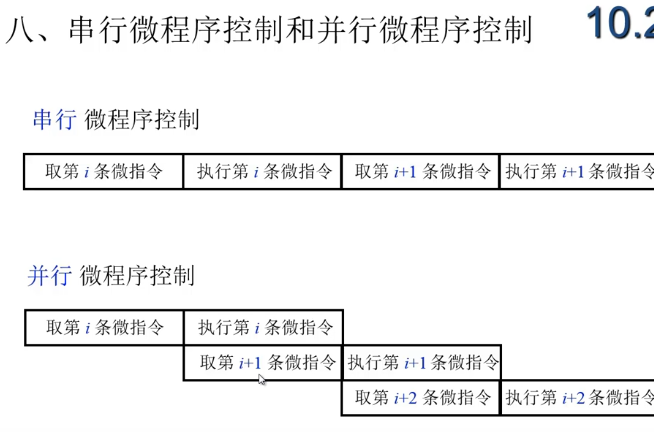 八、串行微程序控制和并行微程序控制 10.2
串行 微程序控制
取第 i 条微指令 执行第 i 条微指令 取第 i+1 条微指令 执行第 i+1 条微指令
并行 微程序控制
取第 i 条微指令 执行第 i 条微指令
取第 i+1 条微指令 执行第 i+1 条微指令
取第 i+2 条微指令 执行第 i+2 条微指令